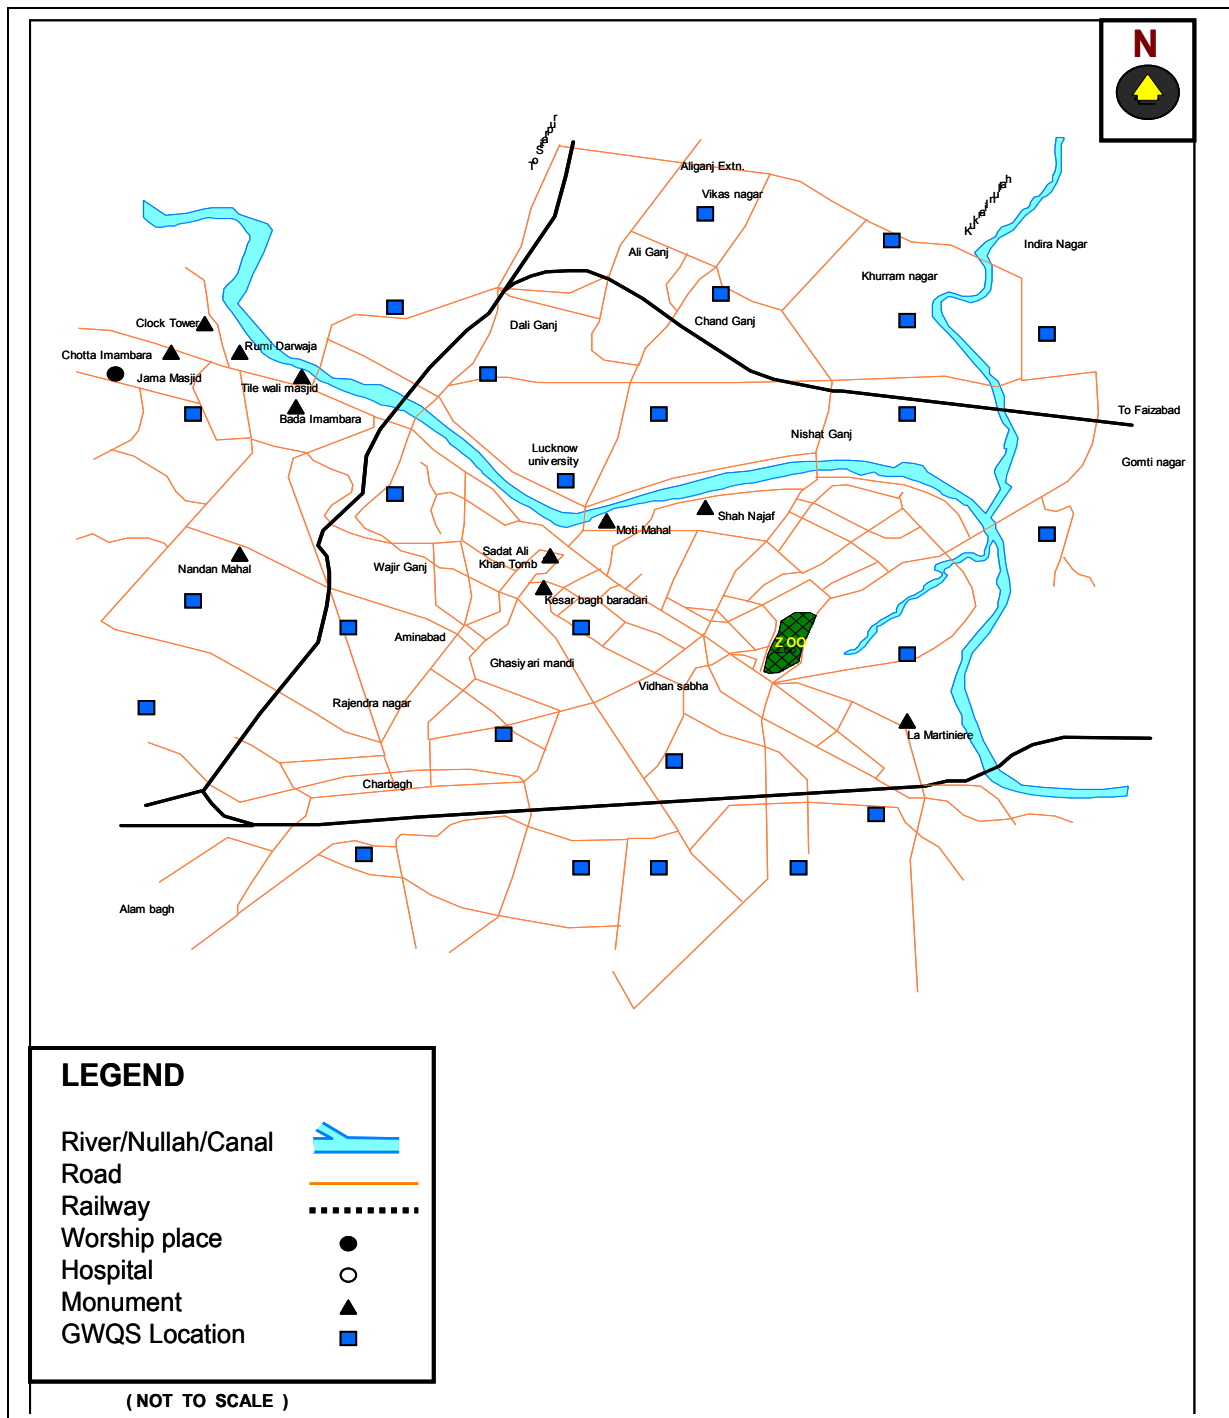 N
To Sitarpur
Kukrail nullah
Aliganj Extn.
Vikas nagar
Indira Nagar
Ali Ganj
Khurram nagar
Clock Tower
Dali Ganj
Chand Ganj
Chotta Imambara
Rumi Darwaja
Jama Masjid
Tile wali masjid
Bada Imambara
To Faizabad
Nishat Ganj
Lucknow
university
Gomti nagar
Shah Najaf
Moti Mahal
Sadat Ali
Khan Tomb
Nandan Mahal
Wajir Ganj
Kesar bagh baradari
Aminabad
ZOO
Ghasiyari mandi
Vidhan sabha
Rajendra nagar
La Martiniere
Charbagh
Alam bagh
LEGEND
River/Nullah/Canal
Road
Railway
Worship place
Hospital
Monument
GWQS Location
( NOT TO SCALE )